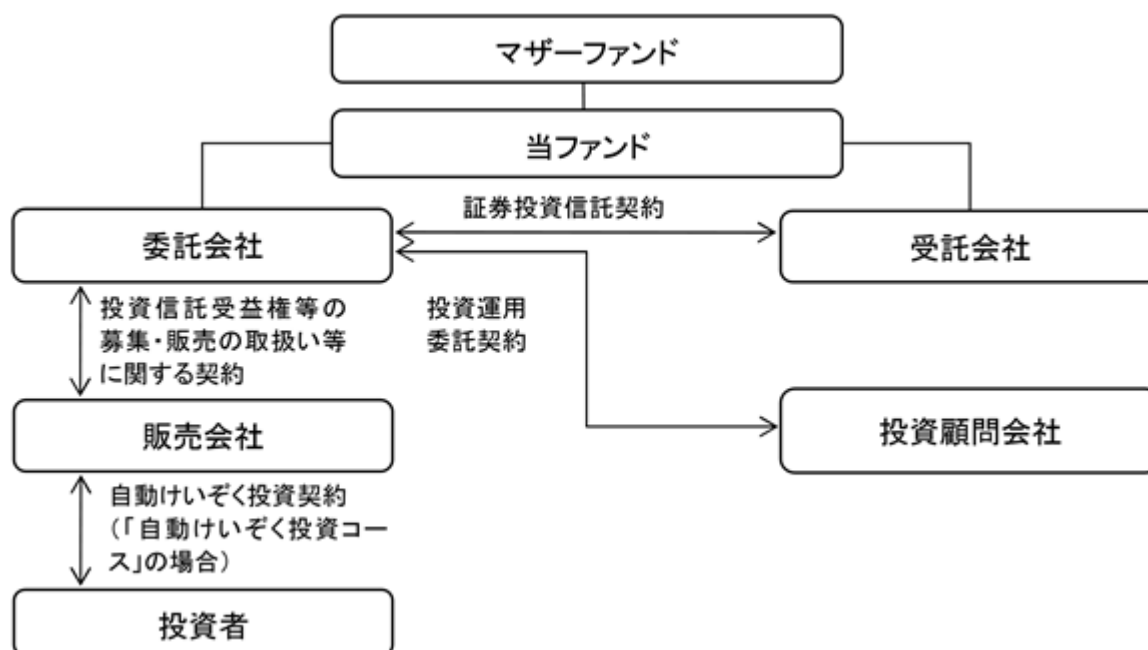 マザーファンド
当ファンド
証券投資信託契約
委託会社
受託会社
投資信託受益権等の
募集・販売の取扱い等
に関する契約
投資運用
委託契約
販売会社
投資顧問会社
自動けいぞく投資契約
(「自動けいぞく投資コー
ス」の場合)
投資者